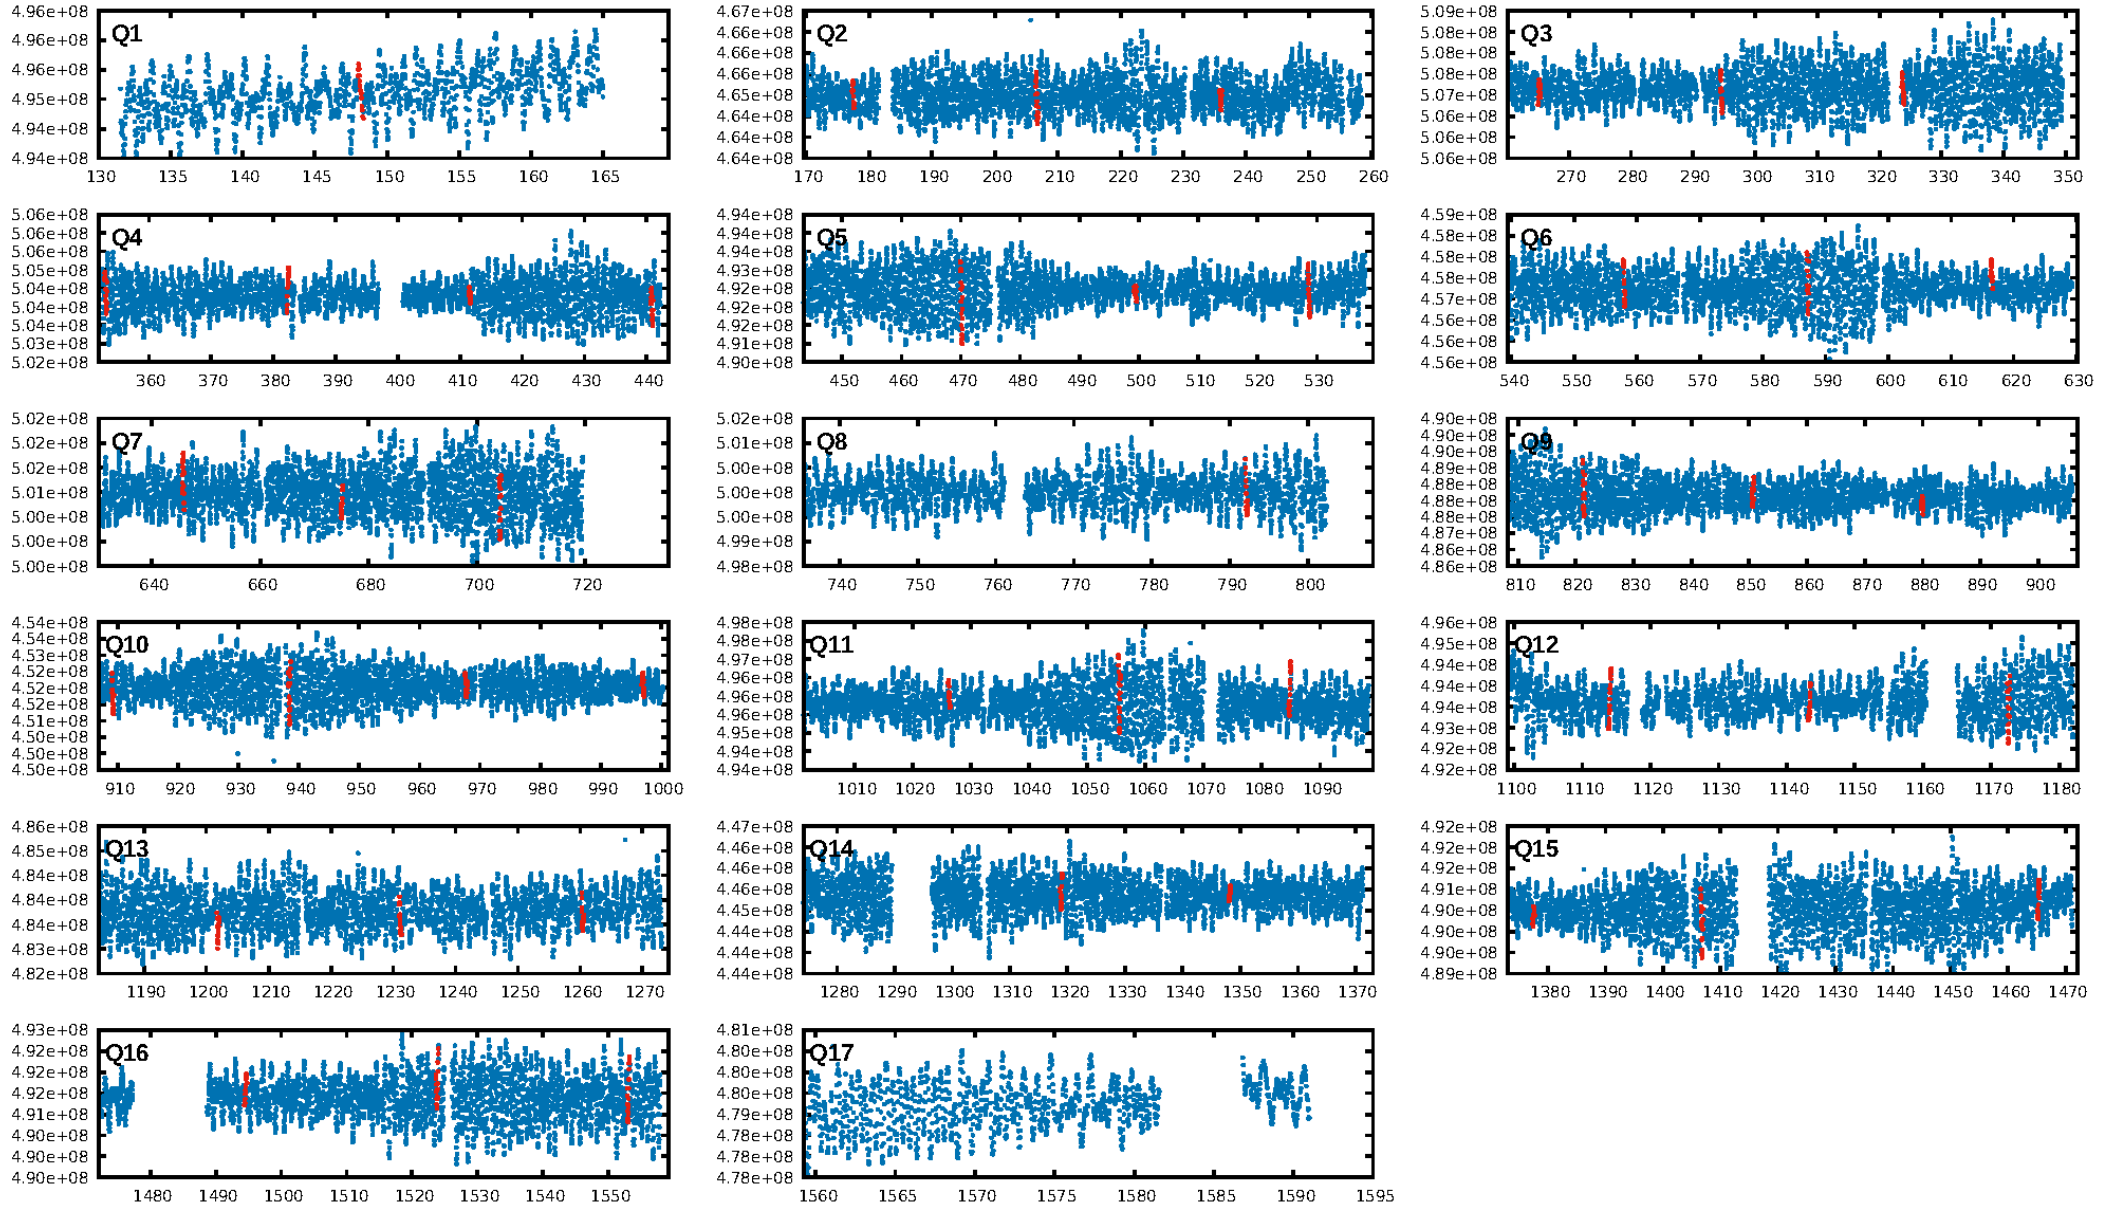 4.96e+08 4.96e+08 4.96e+08 4.95e+08 4.94e+08 4.94e+08
Q1
130 135 140 145 150 155 160 165
4.67e+08 4.66e+08 4.66e+08 4.65e+08 4.65e+08 4.64e+08 4.64e+08
Q2
170 180 190 200 210 220 230 240 250 260
5.09e+08 5.08e+08 5.08e+08 5.07e+08 5.07e+08 5.06e+08 5.06e+08
Q3
270 280 290 300 310 320 330 340 350
5.06e+08 5.06e+08 5.05e+08 5.05e+08 5.04e+08 5.04e+08 5.04e+08 5.03e+08 5.02e+08
Q4
360 370 380 390 400 410 420 430 440
4.94e+08 4.94e+08 4.93e+08 4.93e+08 4.92e+08 4.92e+08 4.92e+08 4.91e+08 4.90e+08
Q5
450 460 470 480 490 500 510 520 530
4.59e+08 4.58e+08 4.58e+08 4.58e+08 4.57e+08 4.56e+08 4.56e+08 4.56e+08
Q6
540 550 560 570 580 590 600 610 620 630
5.02e+08 5.02e+08 5.02e+08 5.01e+08 5.00e+08 5.00e+08 5.00e+08
Q7
640 660 680 700 720
5.02e+08 5.01e+08 5.00e+08 5.00e+08 5.00e+08 4.99e+08 4.98e+08
Q8
740 750 760 770 780 790 800
4.90e+08 4.90e+08 4.90e+08 4.89e+08 4.88e+08 4.88e+08 4.88e+08 4.87e+08 4.86e+08 4.86e+08
Q9
810 820 830 840 850 860 870 880 890 900
4.54e+08 4.54e+08 4.53e+08 4.52e+08 4.52e+08 4.52e+08 4.51e+08 4.50e+08 4.50e+08 4.50e+08
Q10
910 920 930 940 950 960 970 980 990 1000
4.98e+08 4.98e+08 4.97e+08 4.96e+08 4.96e+08 4.96e+08 4.95e+08 4.94e+08 4.94e+08
Q11
1010 1020 1030 1040 1050 1060 1070 1080 1090
4.96e+08 4.95e+08 4.94e+08 4.94e+08 4.93e+08 4.92e+08 4.92e+08
Q12
1100 1110 1120 1130 1140 1150 1160 1170 1180
4.86e+08 4.85e+08 4.84e+08 4.84e+08 4.84e+08 4.83e+08 4.82e+08
Q13
1190 1200 1210 1220 1230 1240 1250 1260 1270
4.47e+08 4.46e+08 4.46e+08 4.46e+08 4.45e+08 4.44e+08 4.44e+08 4.44e+08
Q14
1280 1290 1300 1310 1320 1330 1340 1350 1360 1370
4.92e+08 4.92e+08 4.92e+08 4.91e+08 4.90e+08 4.90e+08 4.90e+08 4.89e+08
Q15
1380 1390 1400 1410 1420 1430 1440 1450 1460 1470
4.93e+08 4.92e+08 4.92e+08 4.92e+08 4.91e+08 4.90e+08 4.90e+08 4.90e+08
Q16
1480 1490 1500 1510 1520 1530 1540 1550
4.81e+08 4.80e+08 4.80e+08 4.80e+08 4.79e+08 4.78e+08 4.78e+08 4.78e+08
Q17
1560 1565 1570 1575 1580 1585 1590 1595